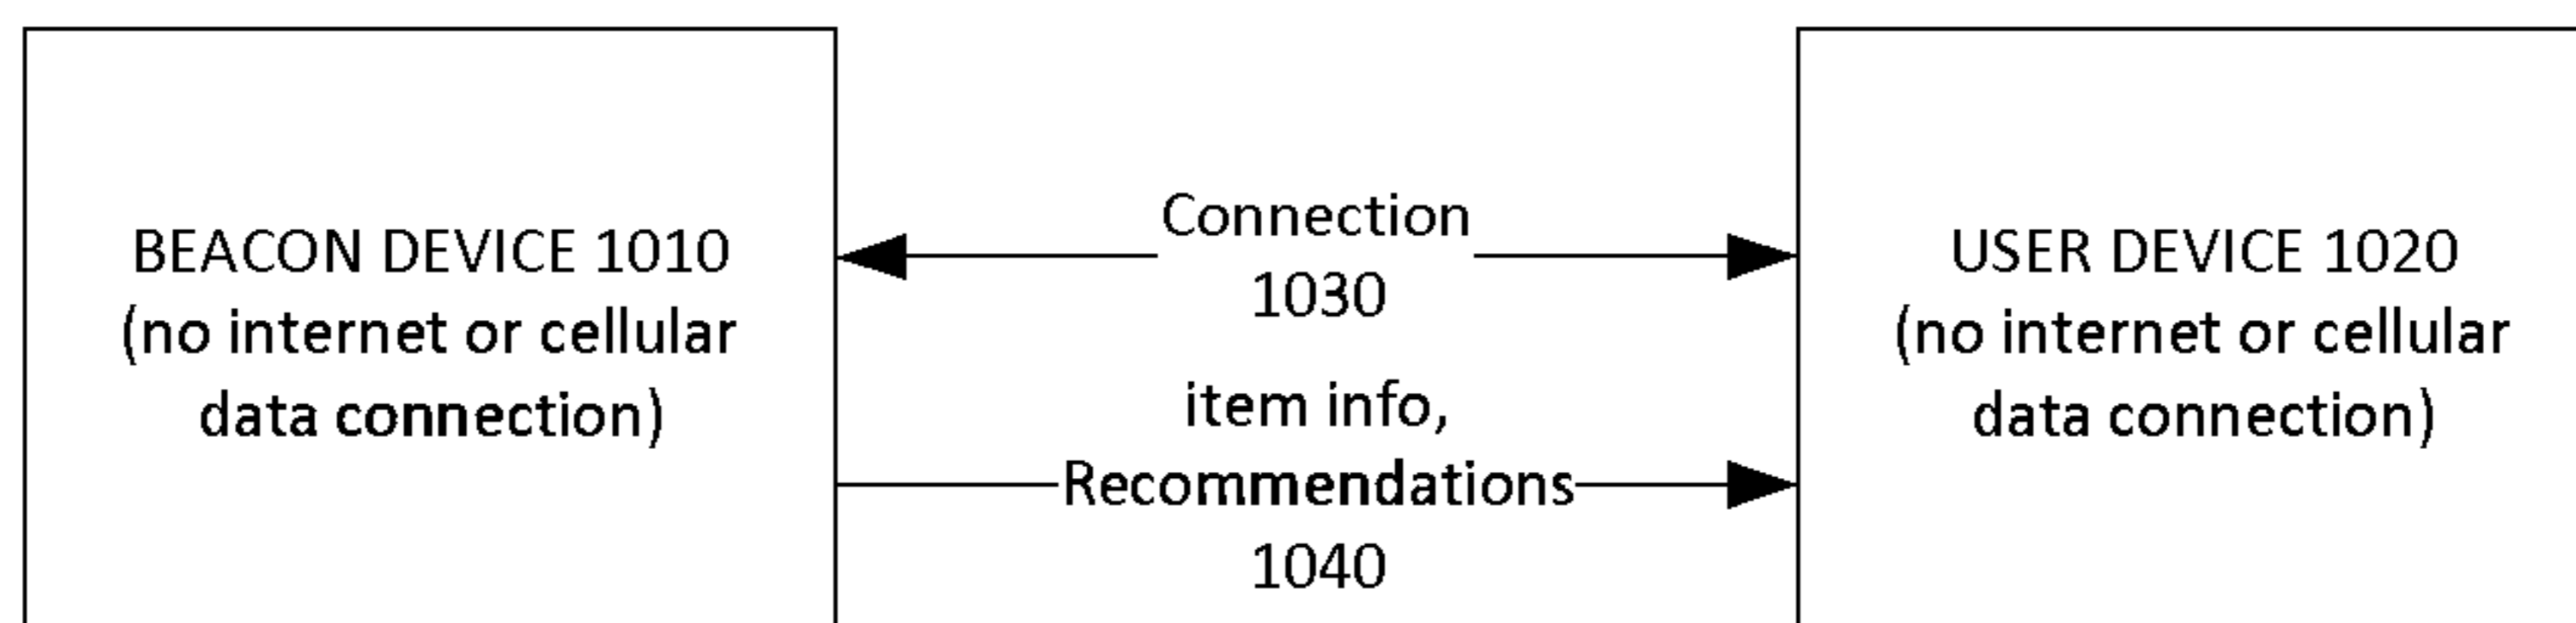 BEACON DEVICE 1010
(no internet or cellular
data connection)
Connection
1030
item info,
Recommendations
1040
USER DEVICE 1020
(no internet or cellular
data connection)